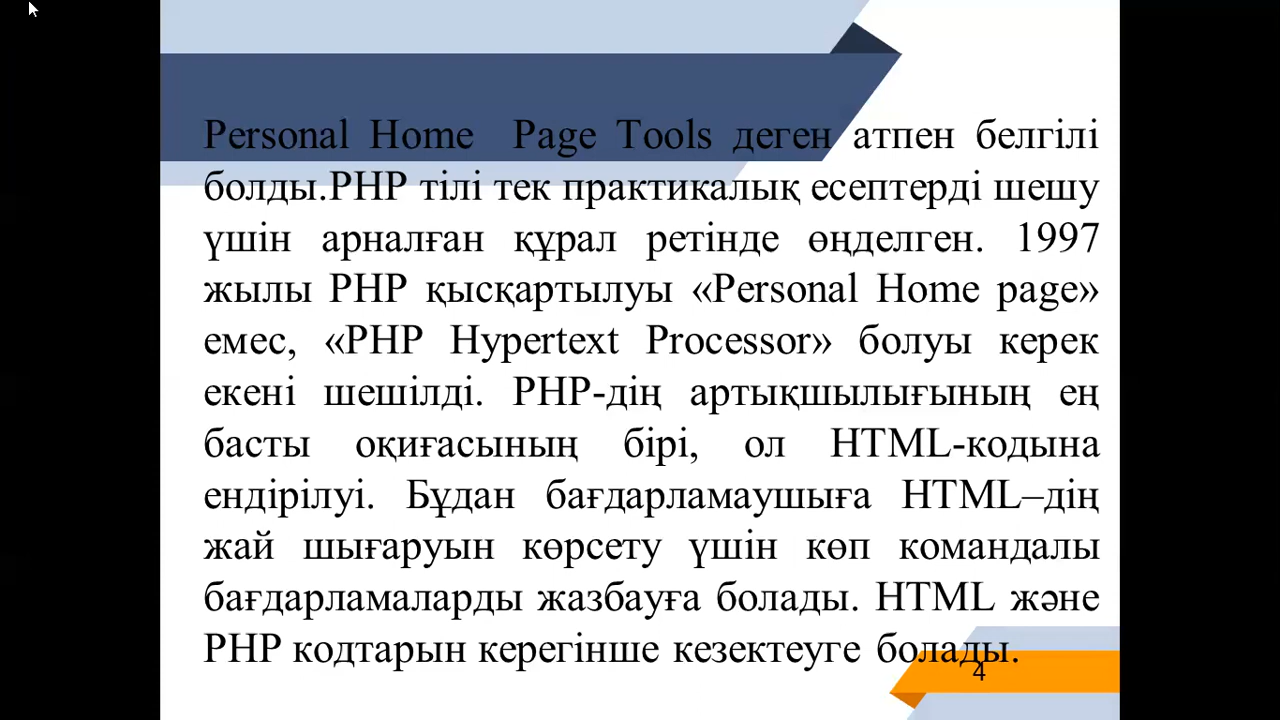 Personal Home Page Tools деген атпен белгілі
болды.PHP тілі тек практикалық есептерді шешу
үшін арналған құрал ретінде өңделген. 1997
жылы PHP қысқартылуы «Personal Home page»
емес, «PHP Hypertext Processor» болуы керек
екені шешілді. PHP-дің артықшылығының ең
басты оқиғасының бірі, ол HTML-кодына
ендірілуі. Бұдан бағдарламаушыға HTML–дің
жай шығаруын көрсету үшін көп командалы
бағдарламаларды жазбауға болады. HTML және
PHP кодтарын керегінше кезектеуге болады.
4